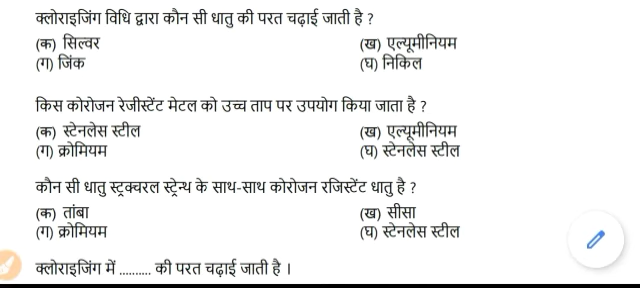 क्लोराइजिंग विधि द्वारा कौन सी धातु की परत चढ़ाई जाती है ?
(क) सिल्वर (ख) एल्यूमीनियम
(ग) जिंक (घ) निकिल
किस कोरोजन रेजीस्टेंट मेटल को उच्च ताप पर उपयोग किया जाता है ?
(क) स्टेनलेस स्टील (ख) एल्यूमीनियम
(ग) क्रोमियम (घ) स्टेनलेस स्टील
कौन सी धातु स्ट्रक्चरल स्ट्रेन्थ के साथ-साथ कोरोजन रजिस्टेंट धातु है ?
(क) तांबा (ख) सीसा
(ग) क्रोमियम (घ) स्टेनलेस स्टील
क्लोराइजिंग में .......... की परत चढ़ाई जाती है ।